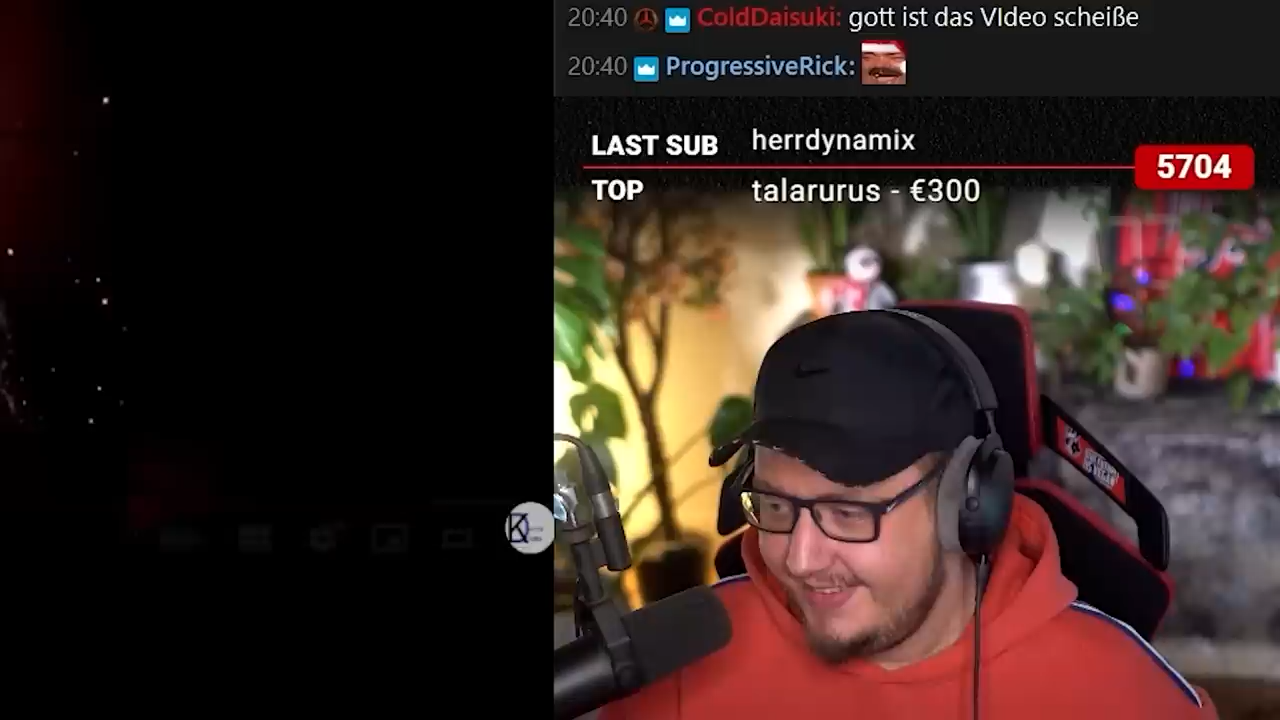 20:40 ColdDaisuki: gott ist das VIdeo scheiße
20:40 ProgressiveRick:
LAST SUB herrdynamix
5704
TOP talarurus - €300